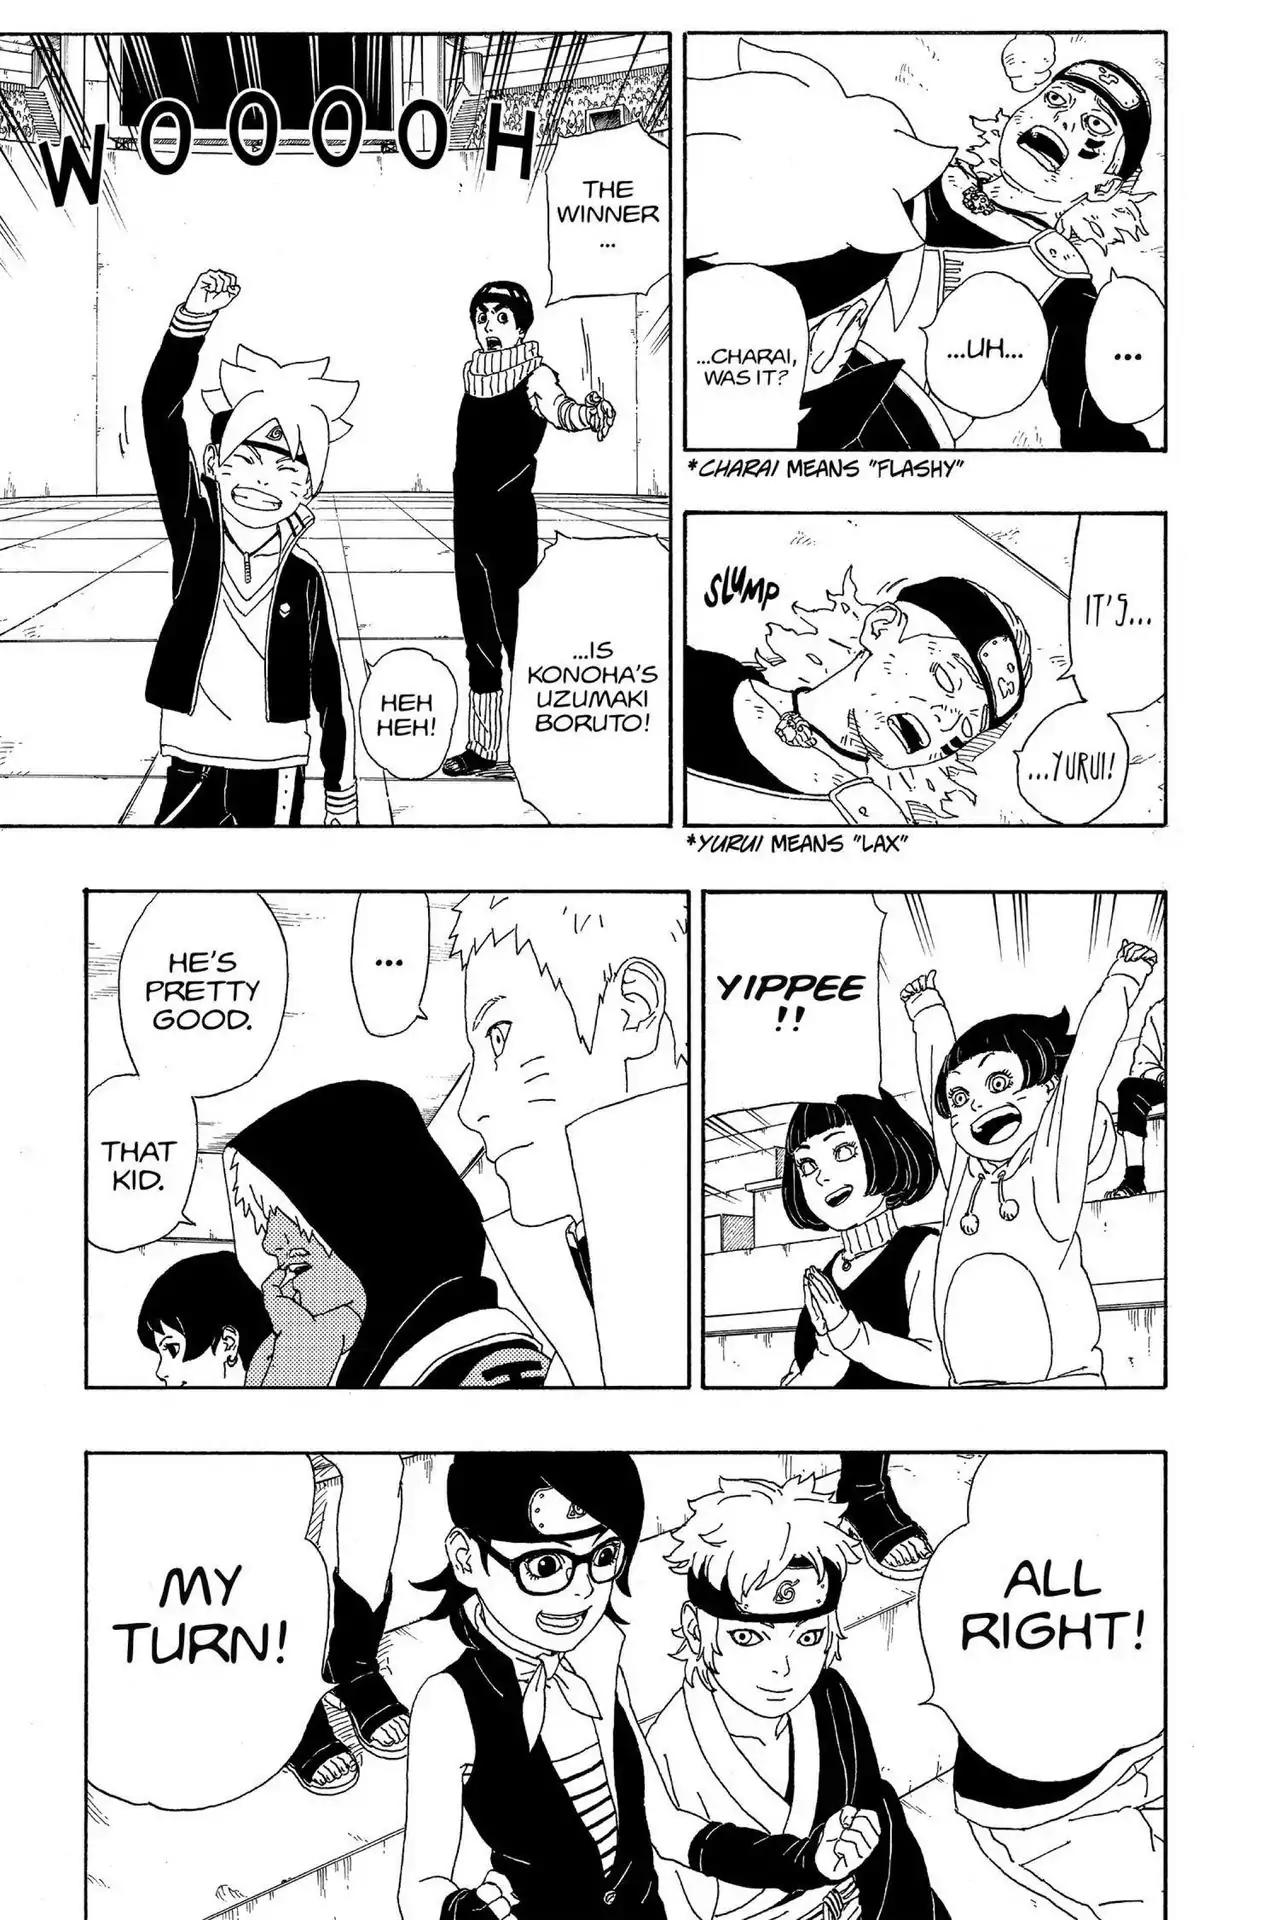 ...
...UH...
...CHARAI,
WAS IT?
*CHARAI MEANS "FLASHY"
IT'S...
...YURUI!
SLUMP
*YURUI MEANS "LAX"
WOOOOH
THE
WINNER
...
...IS
KONOHA'S
UZUMAKI
BORUTO!
HEH
HEH!
YIPPEE
!!
...
HE'S
PRETTY
GOOD.
THAT
KID.
ALL
RIGHT!
MY
TURN!